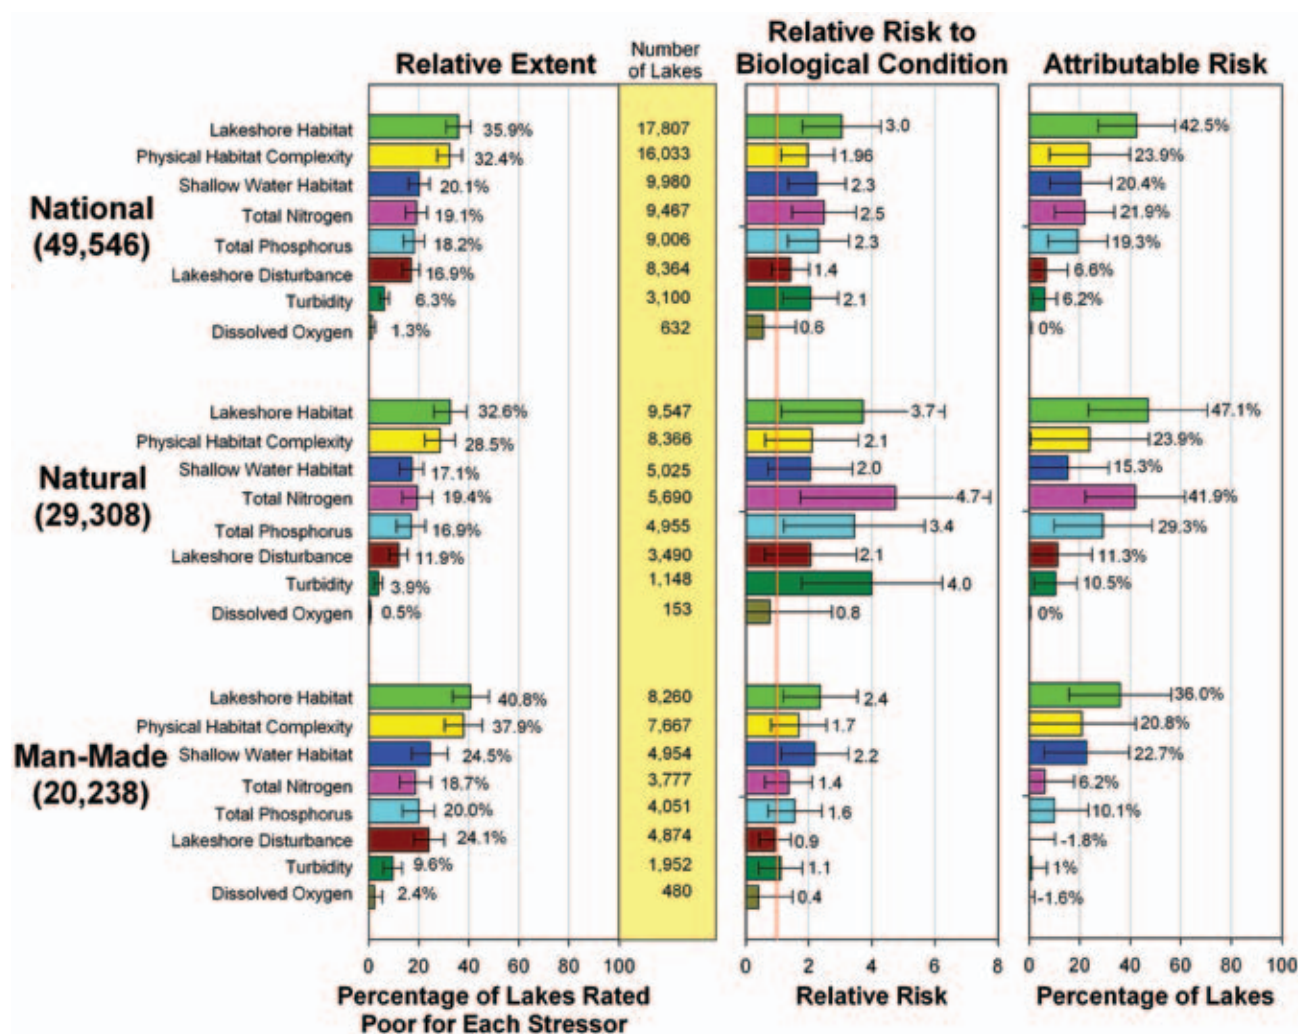 Relative Extent
Number
of Lakes
Relative Risk to
Biological Condition
Attributable Risk
National
(49,546)
Lakeshore Habitat 35.9% 17,807 3.0 42.5%
Physical Habitat Complexity 32.4% 16,033 1.96 23.9%
Shallow Water Habitat 20.1% 9,980 2.3 20.4%
Total Nitrogen 19.1% 9,467 2.5 21.9%
Total Phosphorus 18.2% 9,006 2.3 19.3%
Lakeshore Disturbance 16.9% 8,364 1.4 6.6%
Turbidity 6.3% 3,100 2.1 6.2%
Dissolved Oxygen 1.3% 632 0.6 0%
Natural
(29,308)
Lakeshore Habitat 32.6% 9,547 3.7 47.1%
Physical Habitat Complexity 28.5% 8,366 2.1 23.9%
Shallow Water Habitat 17.1% 5,025 2.0 15.3%
Total Nitrogen 19.4% 5,690 4.7 41.9%
Total Phosphorus 16.9% 4,955 3.4 29.3%
Lakeshore Disturbance 11.9% 3,490 2.1 11.3%
Turbidity 3.9% 1,148 4.0 10.5%
Dissolved Oxygen 0.5% 153 0.8 0%
Man-Made
(20,238)
Lakeshore Habitat 40.8% 8,260 2.4 36.0%
Physical Habitat Complexity 37.9% 7,667 1.7 20.8%
Shallow Water Habitat 24.5% 4,954 2.2 22.7%
Total Nitrogen 18.7% 3,777 1.4 6.2%
Total Phosphorus 20.0% 4,051 1.6 10.1%
Lakeshore Disturbance 24.1% 4,874 0.9 -1.8%
Turbidity 9.6% 1,952 1.1 1%
Dissolved Oxygen 2.4% 480 0.4 -1.6%
0 20 40 60 80 100
0 2 4 6 8
0 20 40 60 80 100
Percentage of Lakes Rated
Poor for Each Stressor
Relative Risk
Percentage of Lakes